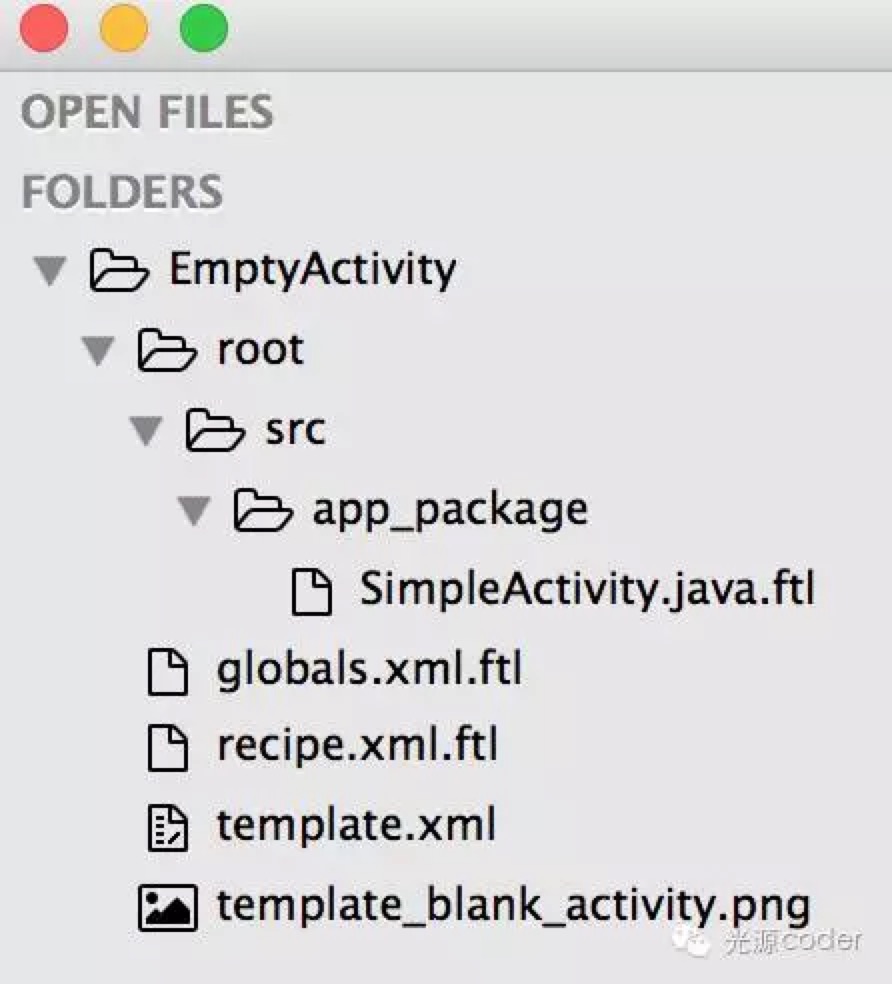 OPEN FILES
FOLDERS
EmptyActivity
root
src
app_package
SimpleActivity.java.ftl
globals.xml.ftl
recipe.xml.ftl
template.xml
template_blank_activity.png
光源coder